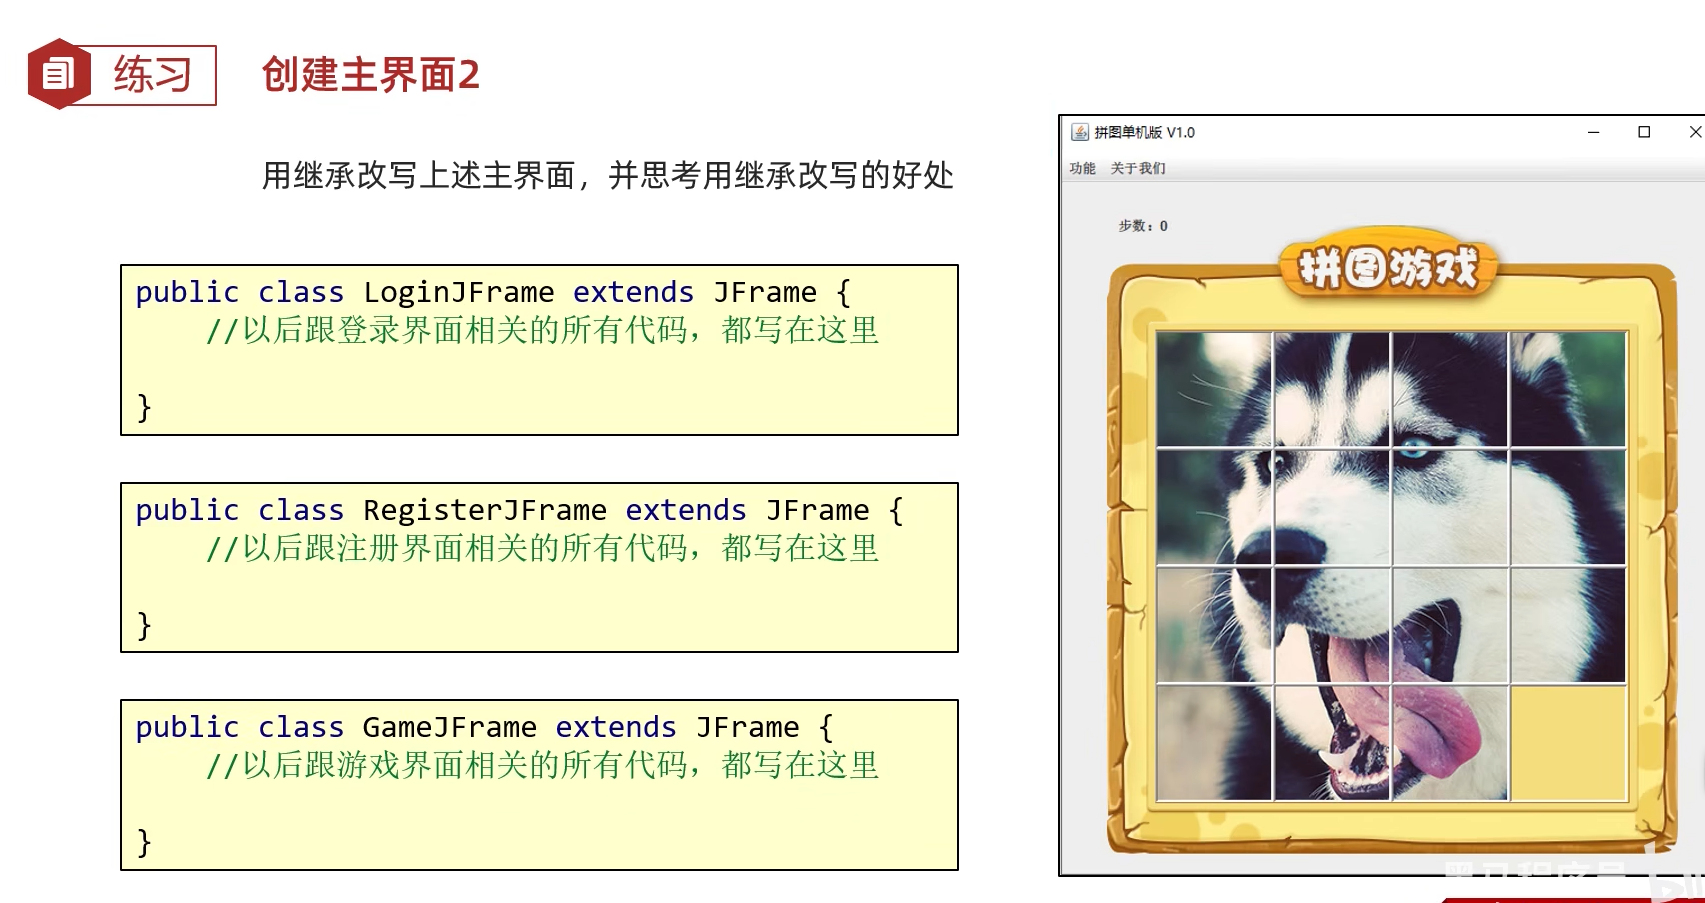 练习
创建主界面2
用继承改写上述主界面，并思考用继承改写的好处
public class LoginJFrame extends JFrame {
//以后跟登录界面相关的所有代码，都写在这里
}
public class RegisterJFrame extends JFrame {
//以后跟注册界面相关的所有代码，都写在这里
}
public class GameJFrame extends JFrame {
//以后跟游戏界面相关的所有代码，都写在这里
}
拼图单机版 V1.0
功能 关于我们
步数：0
拼图游戏